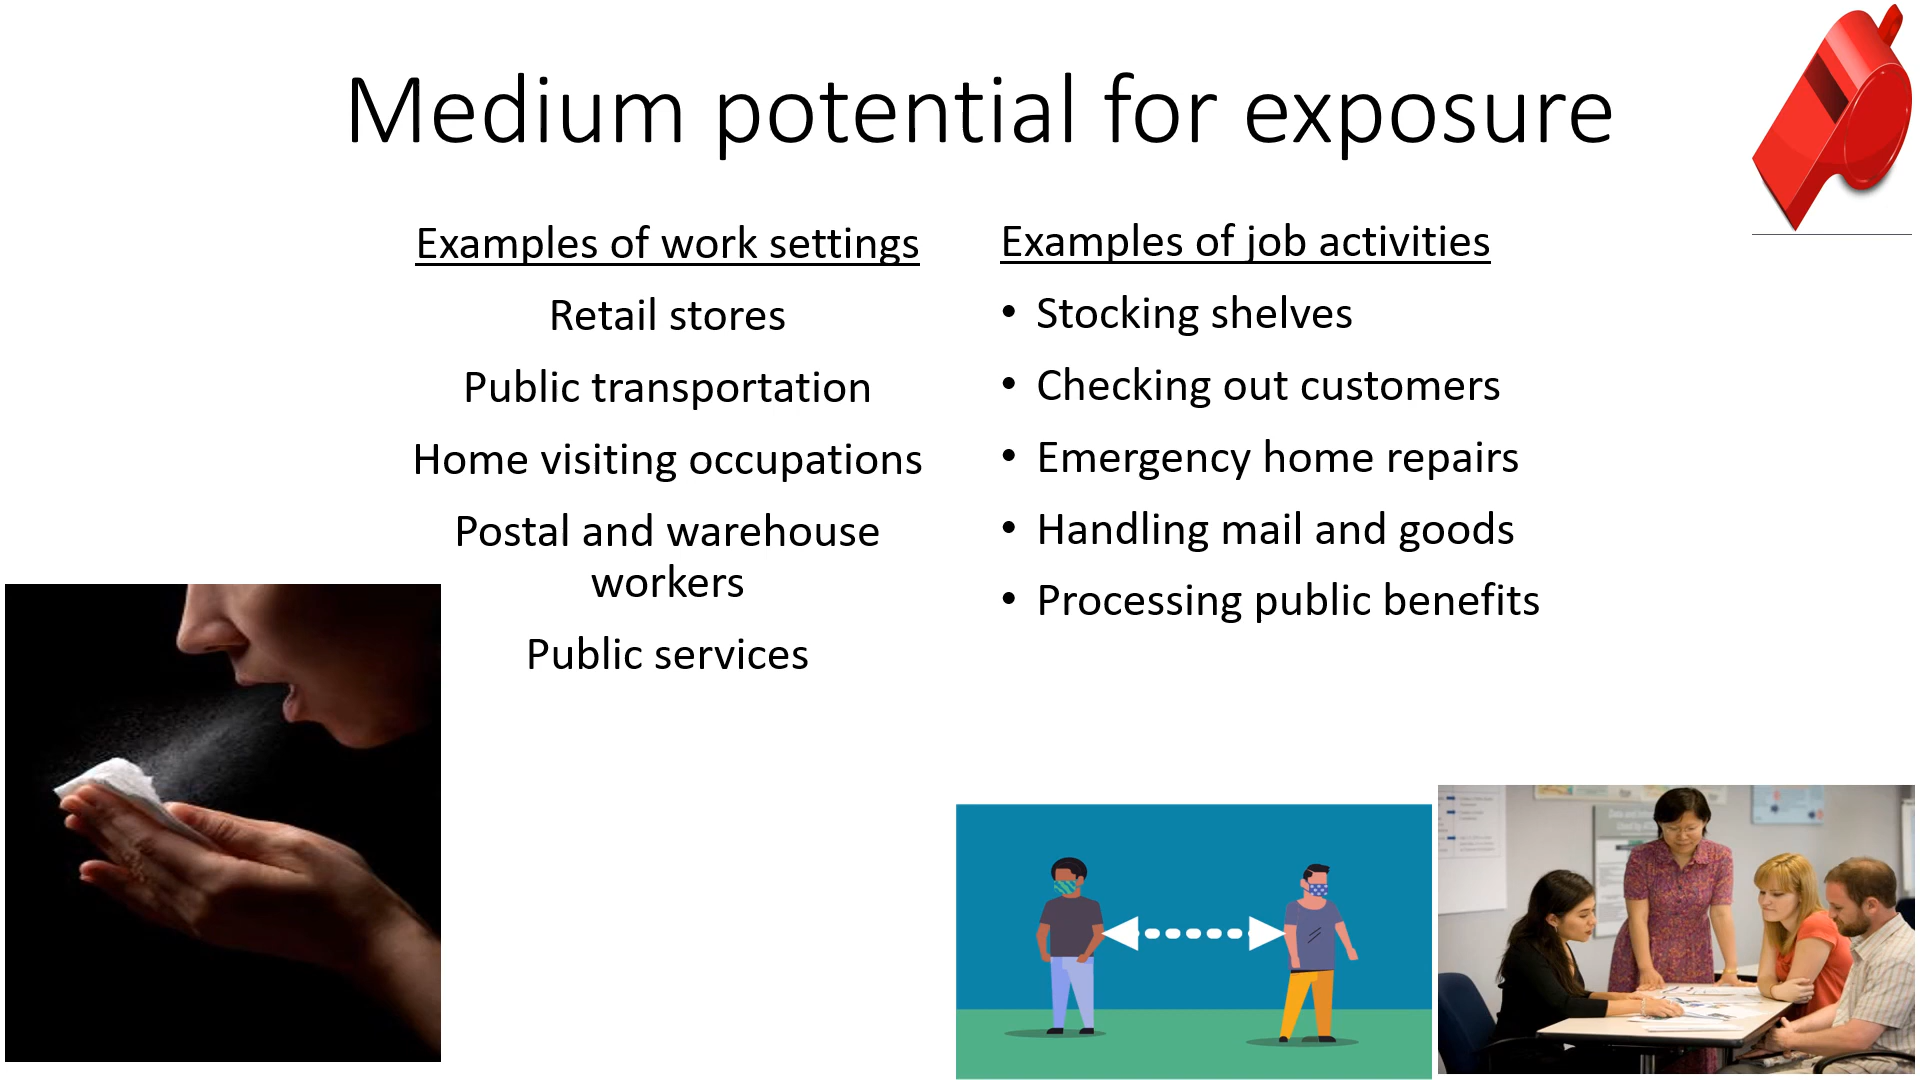 Medium potential for exposure
Examples of work settings
Retail stores
Public transportation
Home visiting occupations
Postal and warehouse
workers
Public services
Examples of job activities
• Stocking shelves
• Checking out customers
• Emergency home repairs
• Handling mail and goods
• Processing public benefits